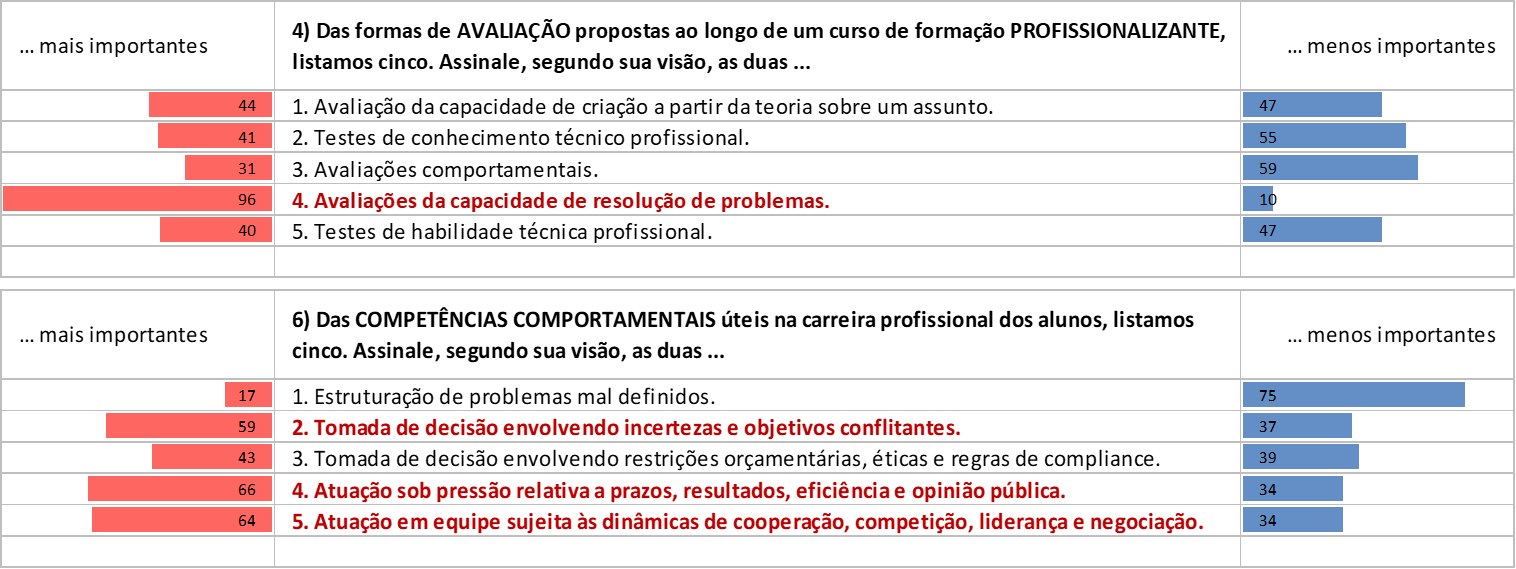 ... mais importantes
4) Das formas de AVALIAÇÃO propostas ao longo de um curso de formação PROFISSIONALIZANTE,
listamos cinco. Assinale, segundo sua visão, as duas ...
... menos importantes
44 1. Avaliação da capacidade de criação a partir da teoria sobre um assunto. 47
41 2. Testes de conhecimento técnico profissional. 55
31 3. Avaliações comportamentais. 59
96 4. Avaliações da capacidade de resolução de problemas. 10
40 5. Testes de habilidade técnica profissional. 47
... mais importantes
6) Das COMPETÊNCIAS COMPORTAMENTAIS úteis na carreira profissional dos alunos, listamos
cinco. Assinale, segundo sua visão, as duas ...
... menos importantes
17 1. Estruturação de problemas mal definidos. 75
59 2. Tomada de decisão envolvendo incertezas e objetivos conflitantes. 37
43 3. Tomada de decisão envolvendo restrições orçamentárias, éticas e regras de compliance. 39
66 4. Atuação sob pressão relativa a prazos, resultados, eficiência e opinião pública. 34
64 5. Atuação em equipe sujeita às dinâmicas de cooperação, competição, liderança e negociação. 34